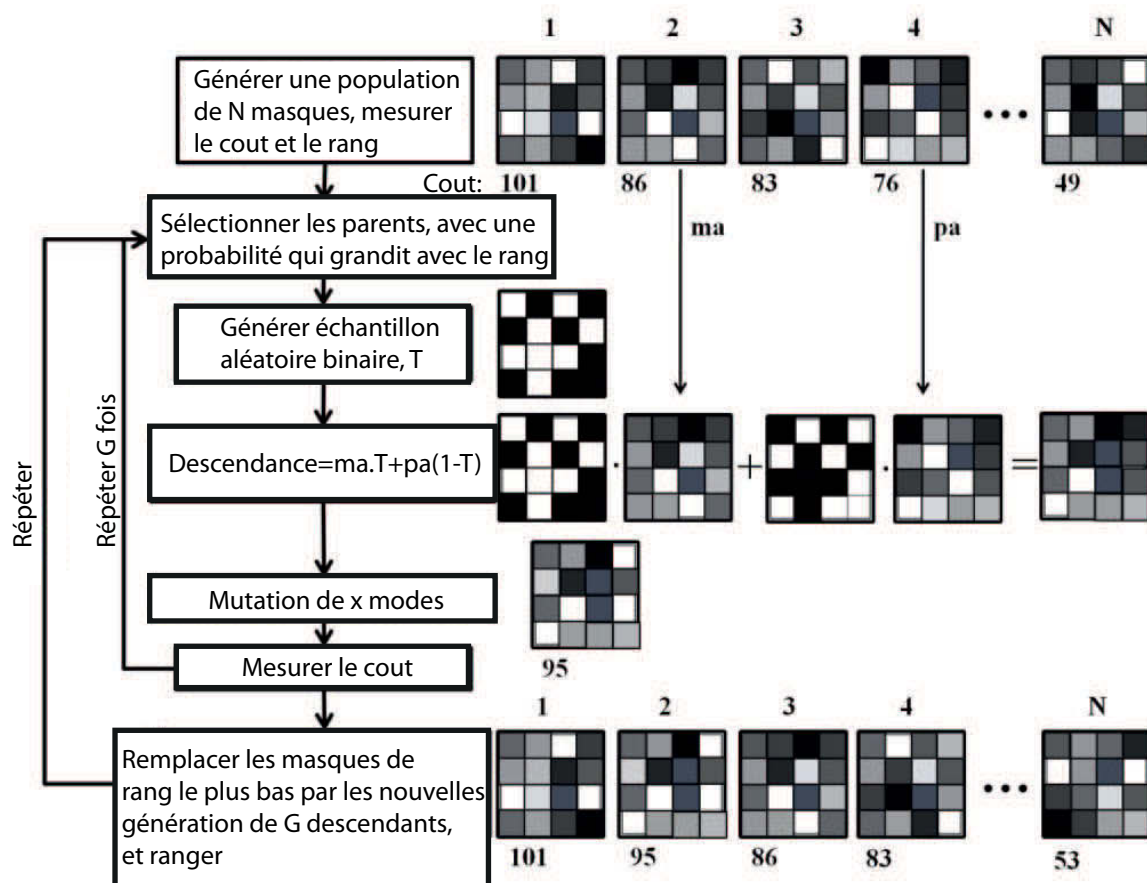 1 2 3 4 N
Générer une population
de N masques, mesurer
le cout et le rang
•••
Cout: 101 86 83 76 49
Sélectionner les parents, avec une
probabilité qui grandit avec le rang
ma pa
Générer échantillon
aléatoire binaire, T
Répéter
Répéter G fois
Descendance=ma.T+pa(1-T)
. + . =
Mutation de x modes
95
Mesurer le cout
1 2 3 4 N
Remplacer les masques de
rang le plus bas par les nouvelles
génération de G descendants,
et ranger
•••
101 95 86 83 53